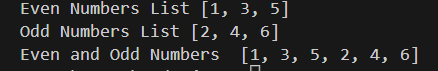 Even Numbers List [1, 3, 5]
Odd Numbers List [2, 4, 6]
Even and Odd Numbers  [1, 3, 5, 2, 4, 6]